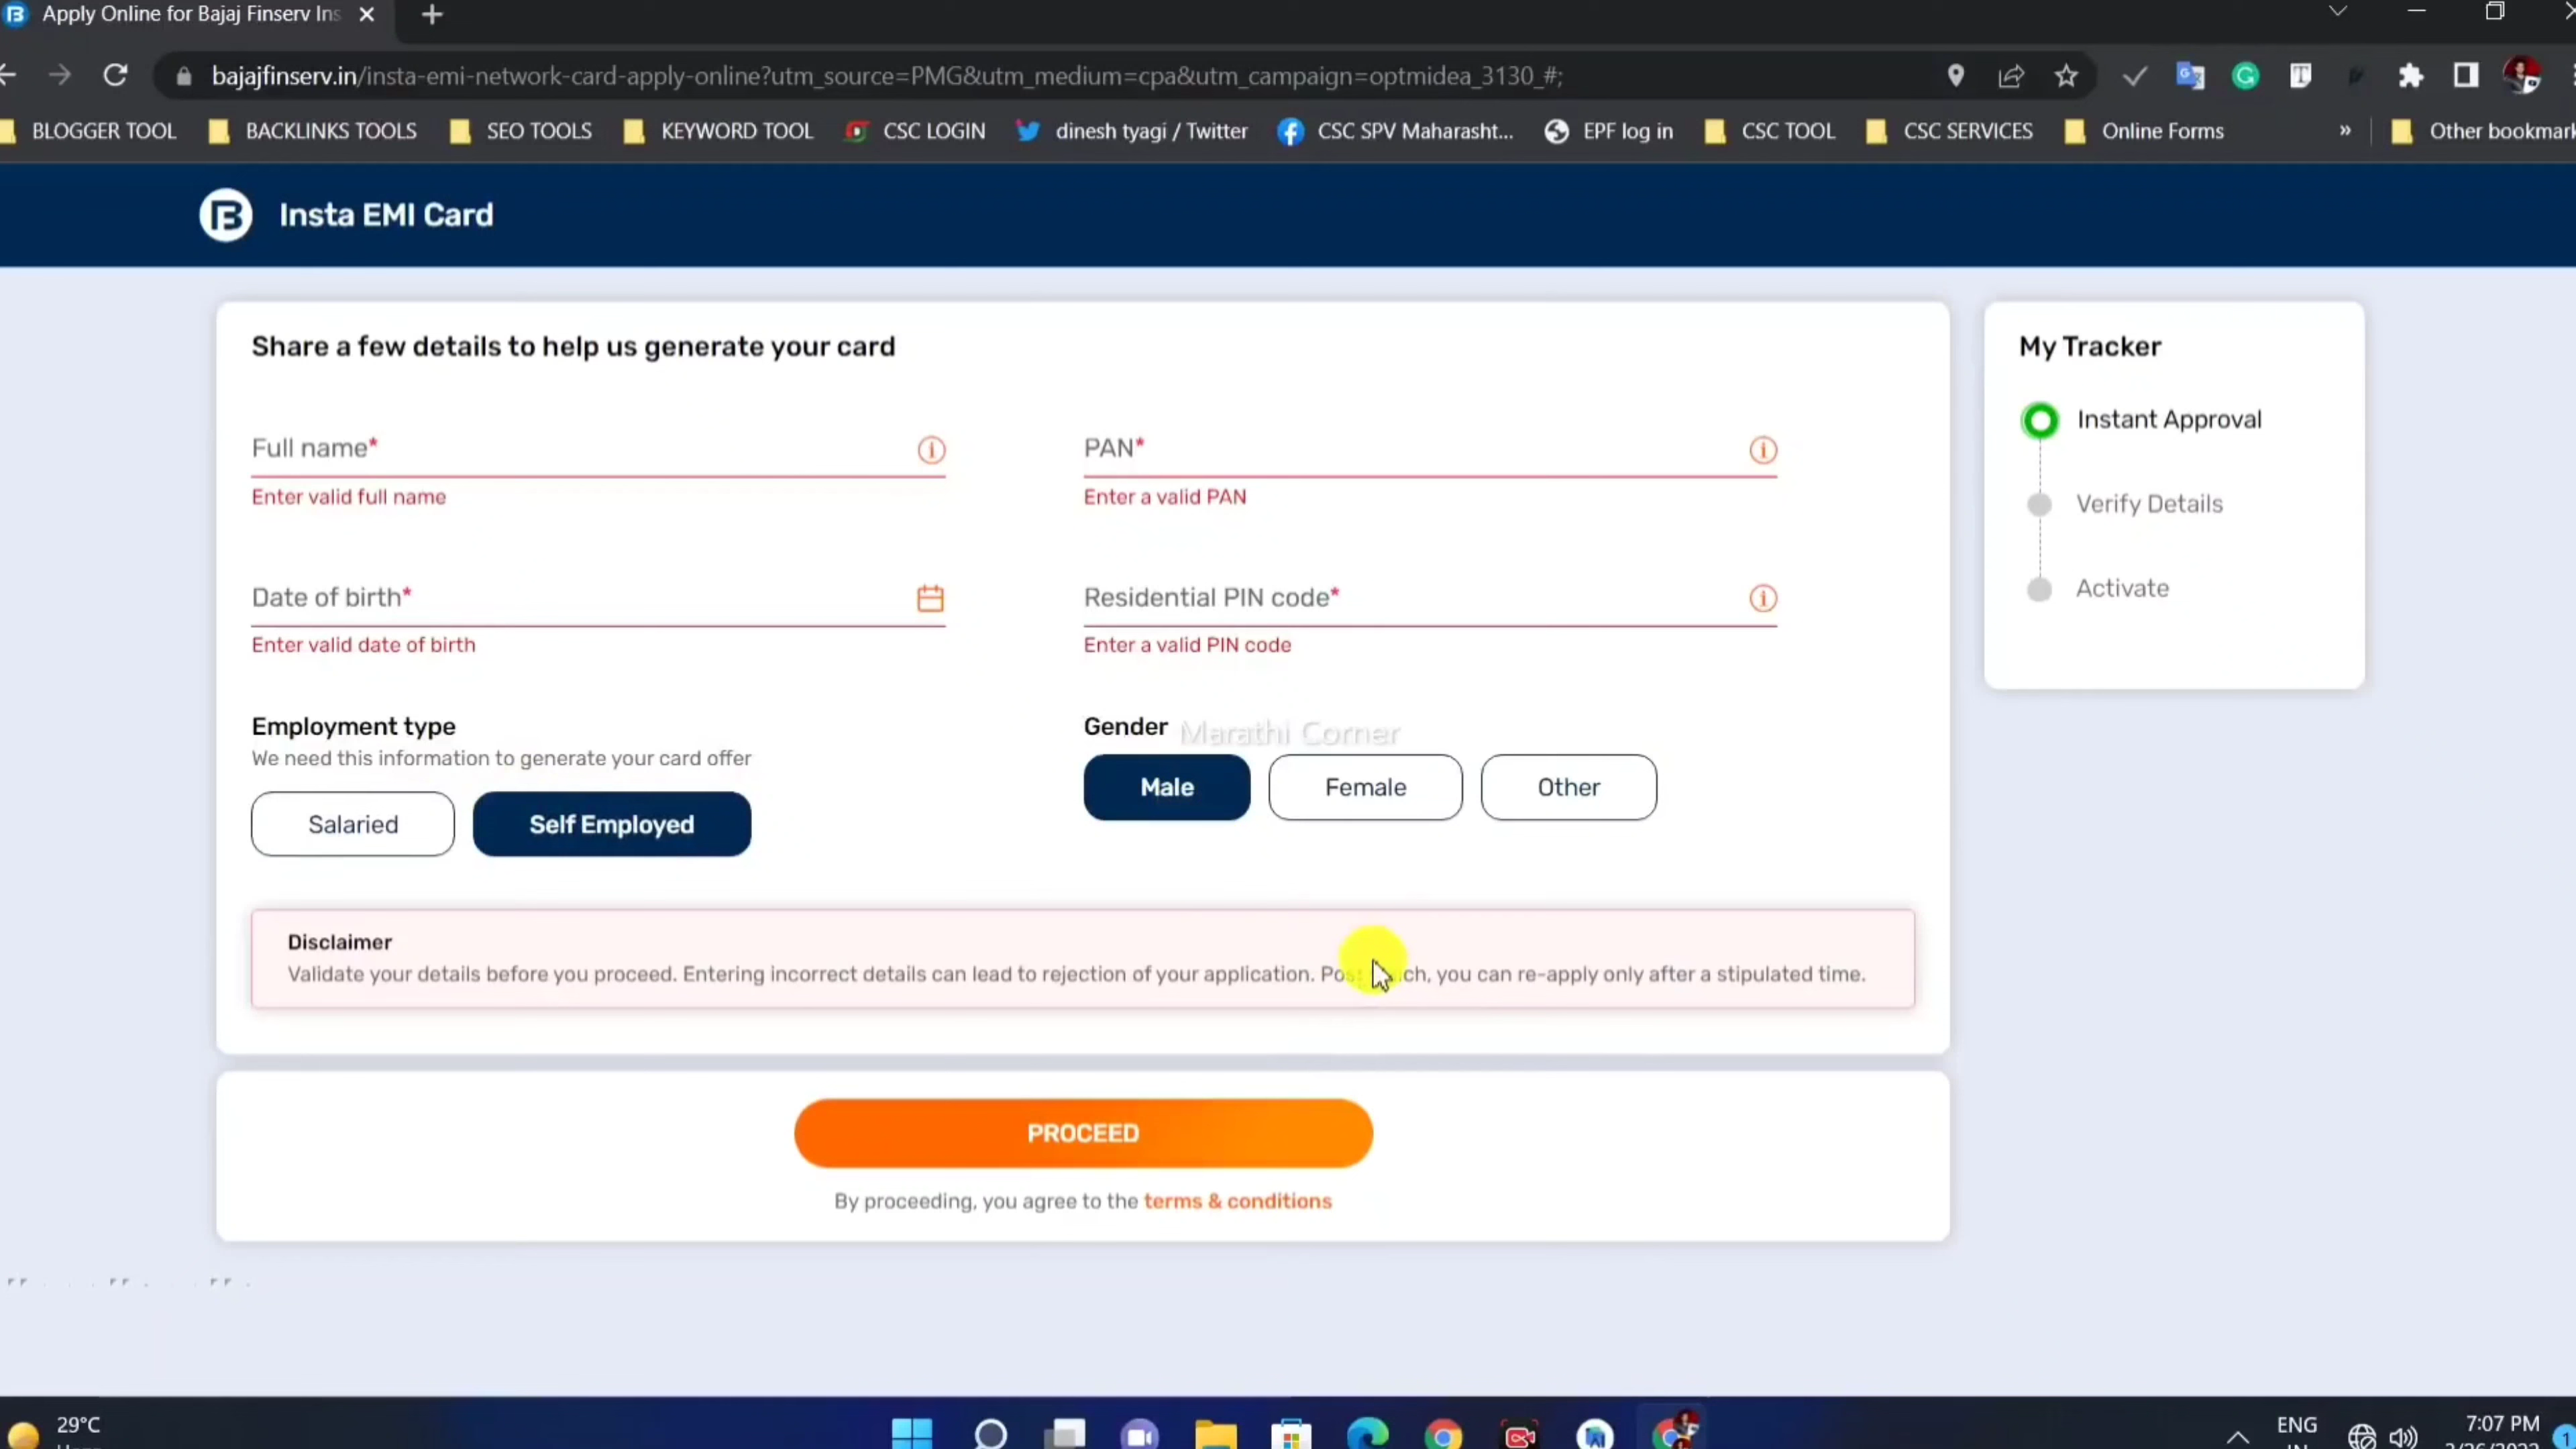 Apply Online for Bajaj Finserv Ins
bajajfinserv.in/insta-emi-network-card-apply-online?utm_source=PMG&utm_medium=cpa&utm_campaign=optmidea_3130_#;
BLOGGER TOOL BACKLINKS TOOLS SEO TOOLS KEYWORD TOOL CSC LOGIN dinesh tyagi / Twitter CSC SPV Maharasht... EPF log in CSC TOOL CSC SERVICES Online Forms » Other bookmark
Insta EMI Card
Share a few details to help us generate your card
My Tracker
Full name*
PAN*
Instant Approval
Enter valid full name
Enter a valid PAN
Verify Details
Date of birth*
Residential PIN code*
Activate
Enter valid date of birth
Enter a valid PIN code
Employment type
Gender
Marathi Corner
We need this information to generate your card offer
Male Female Other
Salaried Self Employed
Disclaimer
Validate your details before you proceed. Entering incorrect details can lead to rejection of your application. you can re-apply only after a stipulated time.
PROCEED
By proceeding, you agree to the terms & conditions
29°C
ENG
7:07 PM